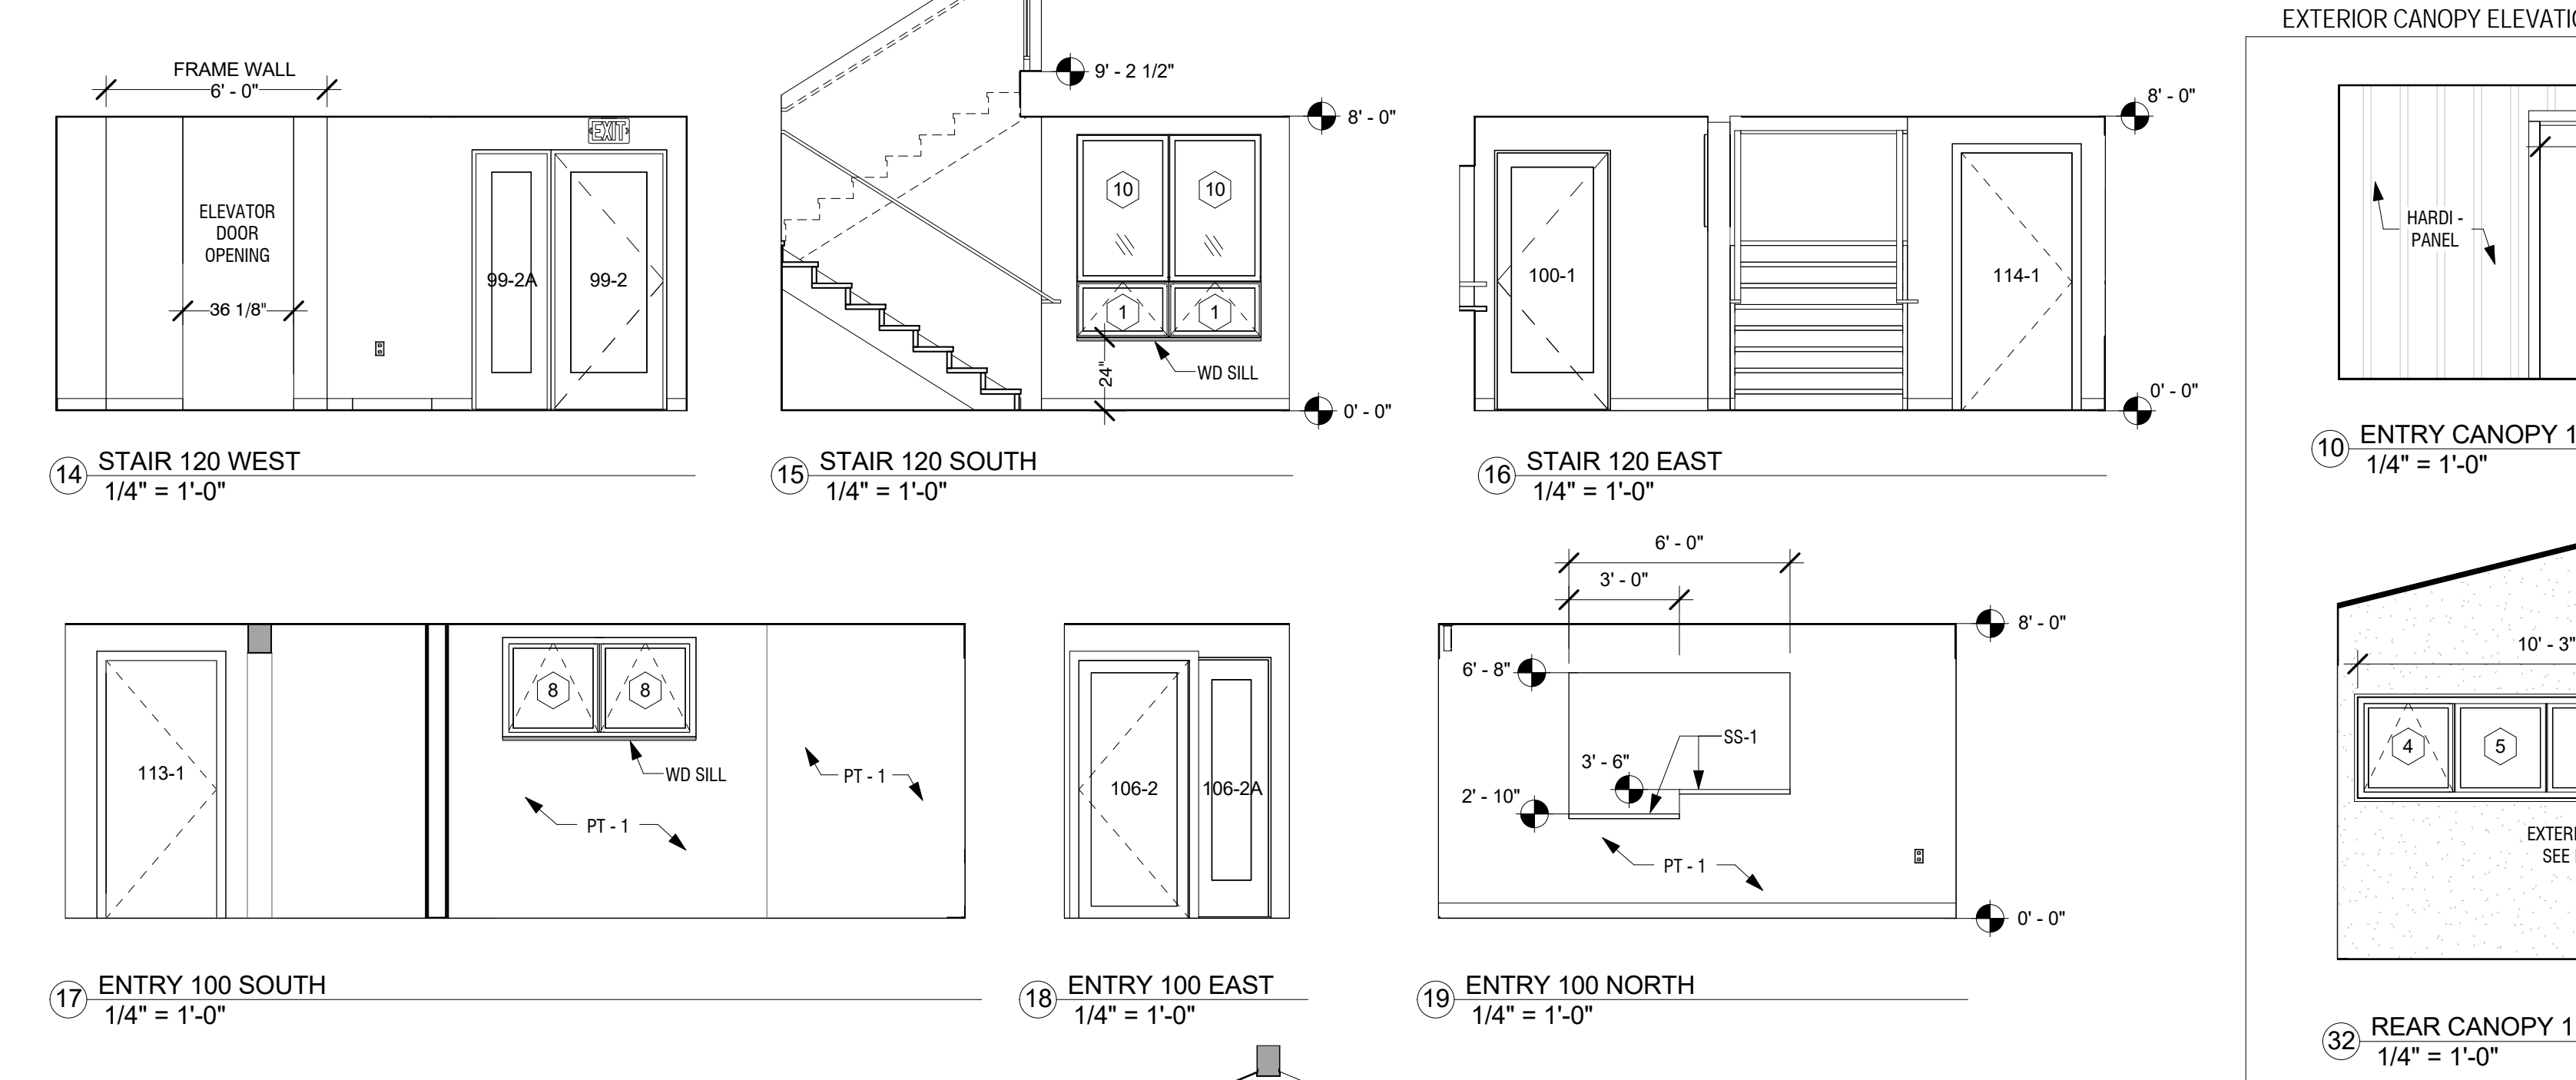 EXTERIOR CANOPY ELEVATI
FRAME WALL
6' - 0"
EXIT
ELEVATOR
DOOR
OPENING
36 1/8"
99-2A
99-2
14
STAIR 120 WEST
1/4" = 1'-0"
9' - 2 1/2"
8' - 0"
10
10
1
1
24"
WD SILL
0' - 0"
15
STAIR 120 SOUTH
1/4" = 1'-0"
8' - 0"
100-1
114-1
0' - 0"
16
STAIR 120 EAST
1/4" = 1'-0"
HARDI -
PANEL
10
ENTRY CANOPY 1
1/4" = 1'-0"
113-1
8
8
WD SILL
PT - 1
PT - 1
17
ENTRY 100 SOUTH
1/4" = 1'-0"
106-2
106-2A
18
ENTRY 100 EAST
1/4" = 1'-0"
6' - 0"
3' - 0"
8' - 0"
6' - 8"
SS-1
3' - 6"
2' - 10"
PT - 1
0' - 0"
19
ENTRY 100 NORTH
1/4" = 1'-0"
10' - 3"
4
5
EXTERI
SEE
32
REAR CANOPY 1
1/4" = 1'-0"